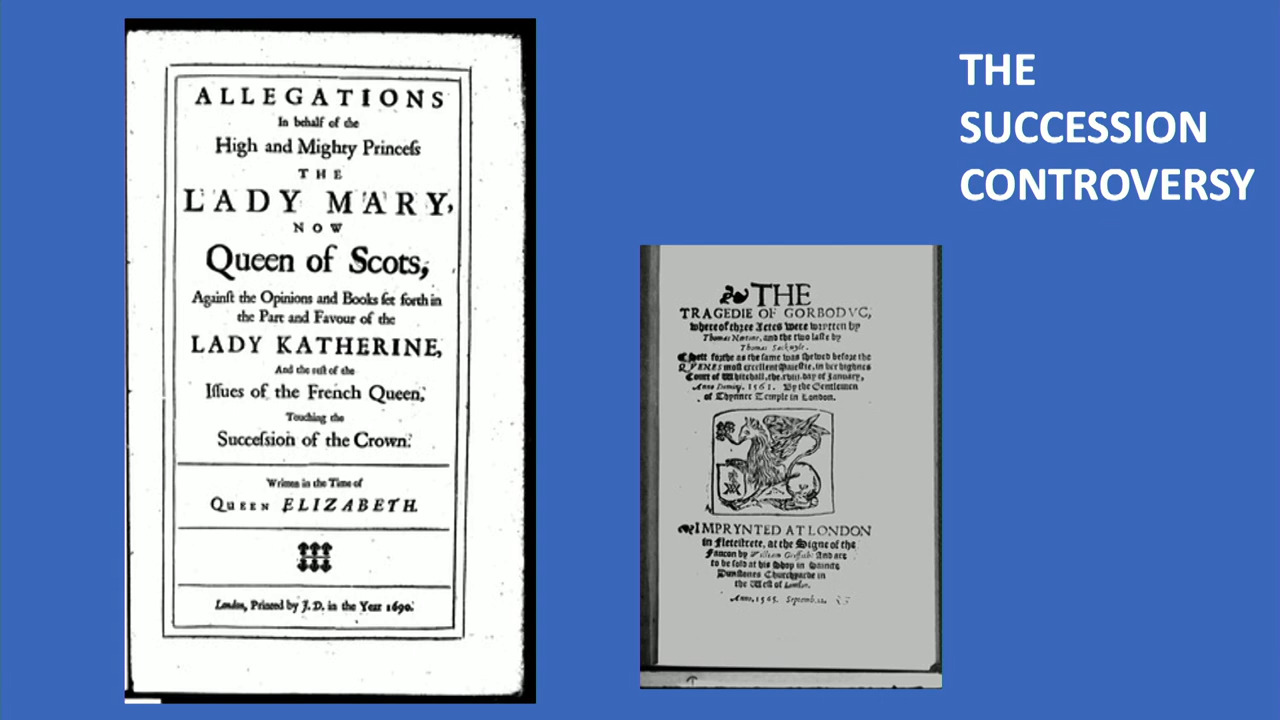 ALLEGATIONS
In behalf of the
High and Mighty Princeſs
THE
LADY MARY,
NOW
Queen of Scots,
Againſt the Opinions and Books ſet forth in
the Part and Favour of the
LADY KATHERINE,
And the reſt of the
Iſſues of the French Queen,
Touching the
Succeſsion of the Crown.
Written in the Time of
QUEEN ELIZABETH.
London, Printed by J. D. in the Year 1690.
THE
SUCCESSION
CONTROVERSY
THE
TRAGEDIE OF GORBODVC,
whereof three Actes were wrytten by
Thomas Nortone, and the two laste by
Thomas Sackuyle.
Sett forthe as the same was shewed before the
QVENES most excellent Maiestie, in her highnes
Court of Whitehall, the .xviii. day of January,
Anno Domini. 1561. By the Gentlemen
of Thynner Temple in London.
IMPRYNTED AT LONDON
in Fletestrete, at the Signe of the
Faucon by William Griffith: And are
to be sold at his Shop in Saincte
Dunstones Churchyarde in
the West of London.
Anno. 1565. Septemb. 22.